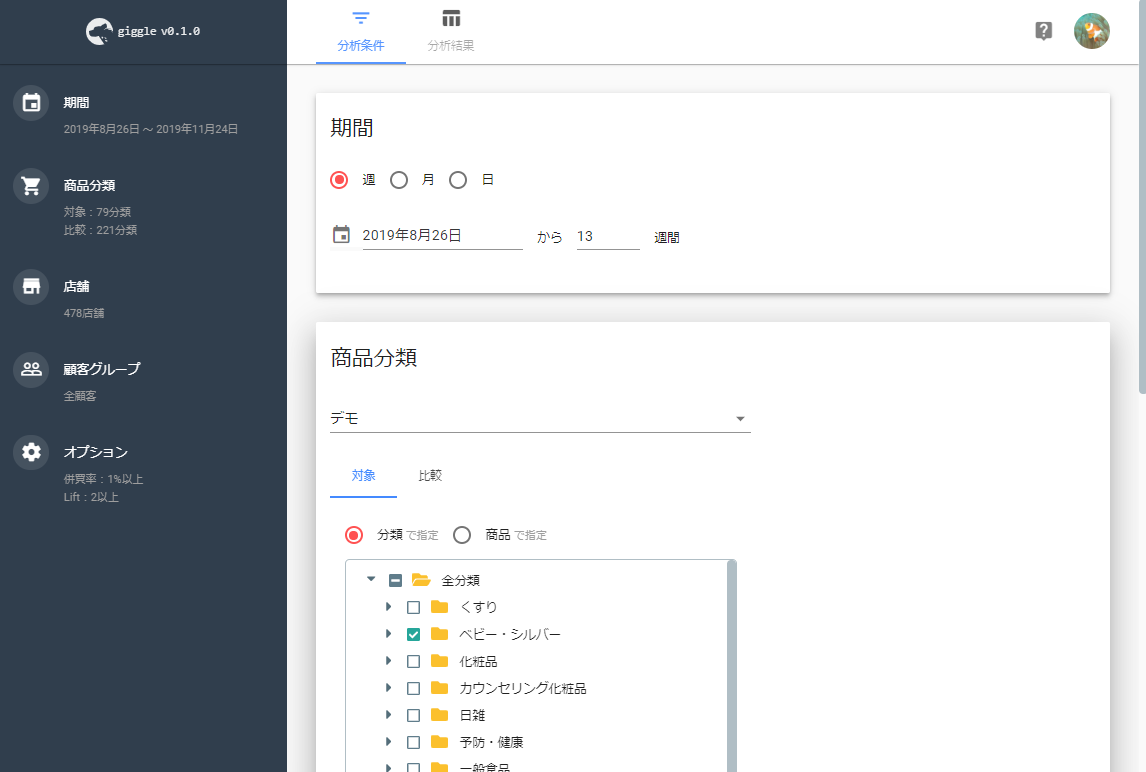 giggle v0.1.0
期間
2019年8月26日 ～ 2019年11月24日
商品分類
対象：79分類
比較：221分類
店舗
478店舗
顧客グループ
全顧客
オプション
併買率：1%以上
Lift：2以上
分析条件 分析結果
期間
週 月 日
2019年8月26日 から 13 週間
商品分類
デモ
対象 比較
分類 で指定 商品 で指定
全分類
くすり
ベビー・シルバー
化粧品
カウンセリング化粧品
日雑
予防・健康
一般食品